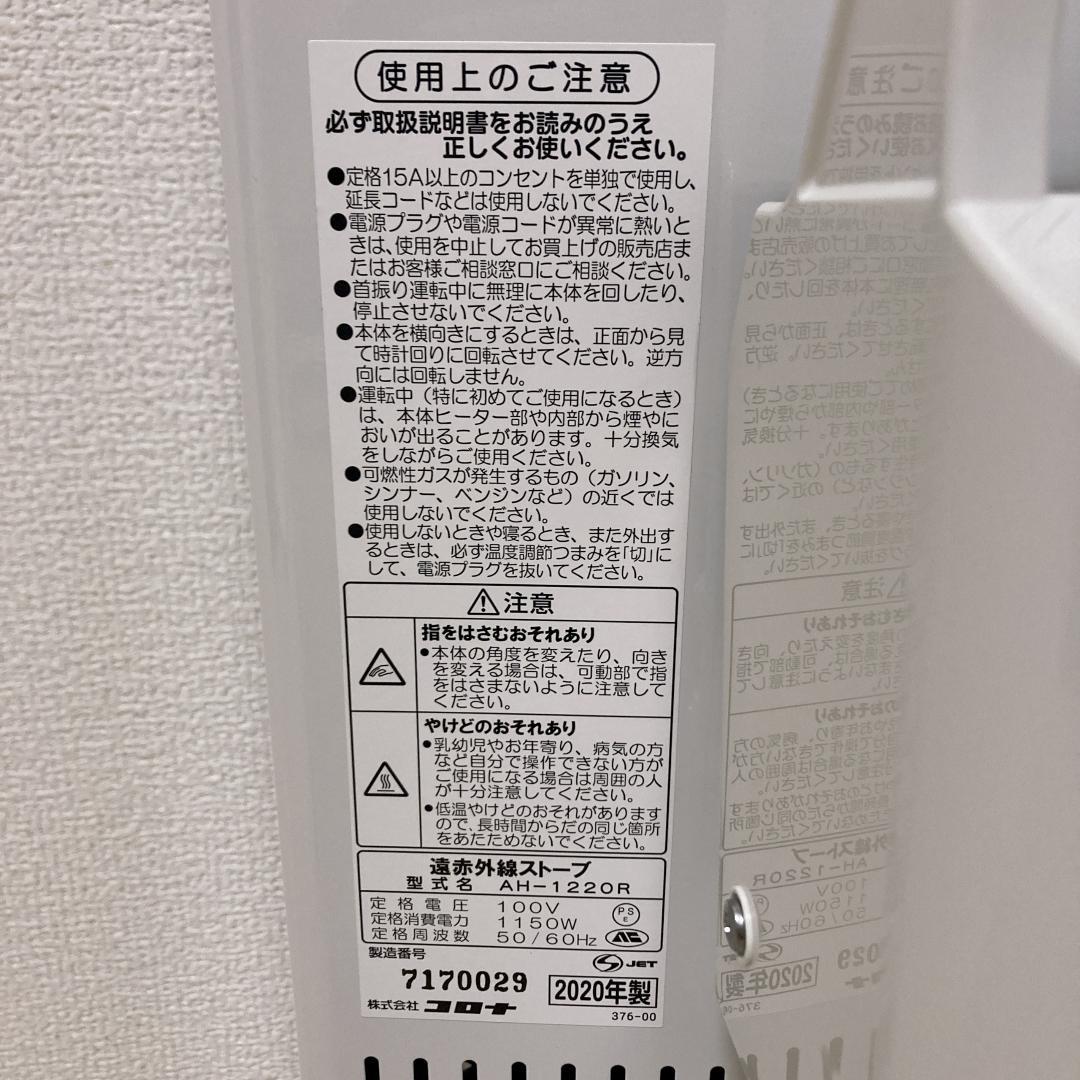 使用上のご注意
必ず取扱説明書をお読みのうえ
正しくお使いください。
●定格15A以上のコンセントを単独で使用し、
延長コードなどは使用しないでください。
●電源プラグや電源コードが異常に熱いと
きは、使用を中止してお買上げの販売店ま
たはお客様ご相談窓口にご相談ください。
●首振り運転中に無理に本体を回したり、
停止させないでください。
●本体を横向きにするときは、正面から見
て時計回りに回転させてください。逆方
向には回転しません。
●運転中（特に初めてご使用になるとき）
は、本体ヒーター部や内部から煙やに
おいが出ることがあります。十分換気
をしながらご使用ください。
●可燃性ガスが発生するもの（ガソリン、
シンナー、ベンジンなど）の近くでは
使用しないでください。
●使用しないときや寝るとき、また外出す
るときは、必ず温度調節つまみを「切」に
して、電源プラグを抜いてください。
⚠注意
指をはさむおそれあり
●本体の角度を変えたり、向き
を変える場合は、可動部で指
をはさまないように注意して
ください。
やけどのおそれあり
●乳幼児やお年寄り、病気の方
など自分で操作できない方が
ご使用になる場合は周囲の人
が十分注意してください。
●低温やけどのおそれがあります
ので、長時間からだの同じ箇所
をあたためないでください。
遠赤外線ストーブ
型式名 AH-1220R
定格電圧 100V
定格消費電力 1150W
定格周波数 50/60Hz
PS
E
製造番号
JET
7170029
2020年製
株式会社 コロナ
376-00